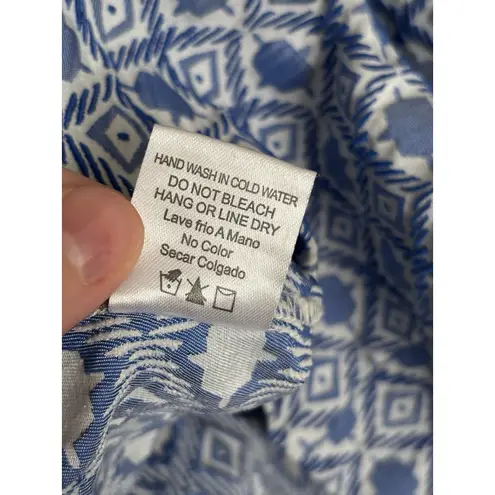 HAND WASH IN COLD WATER
DO NOT BLEACH
HANG OR LINE DRY
Lave frio A Mano
No Color
Secar Colgado